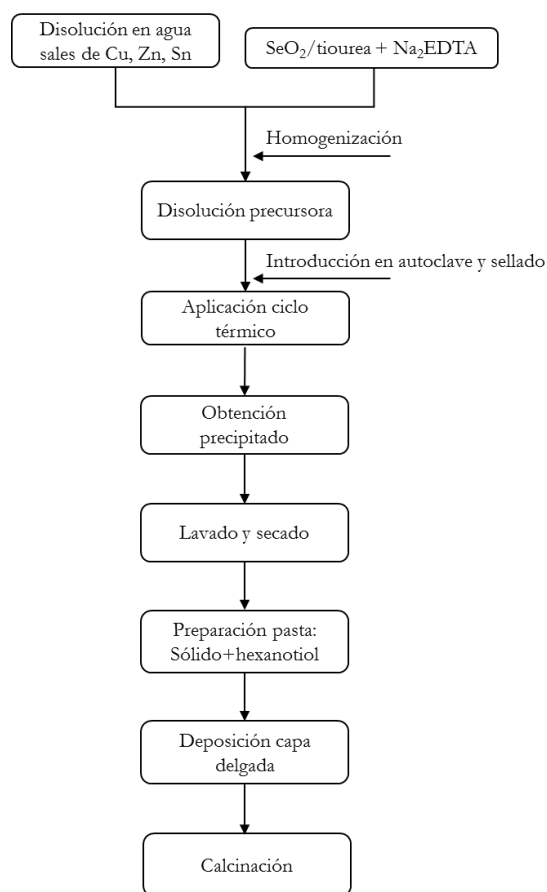 Disolución en agua
sales de Cu, Zn, Sn
SeO₂/tiourea + Na₂EDTA
Homogenización
Disolución precursora
Introducción en autoclave y sellado
Aplicación ciclo
térmico
Obtención
precipitado
Lavado y secado
Preparación pasta:
Sólido+hexanotiol
Deposición capa
delgada
Calcinación